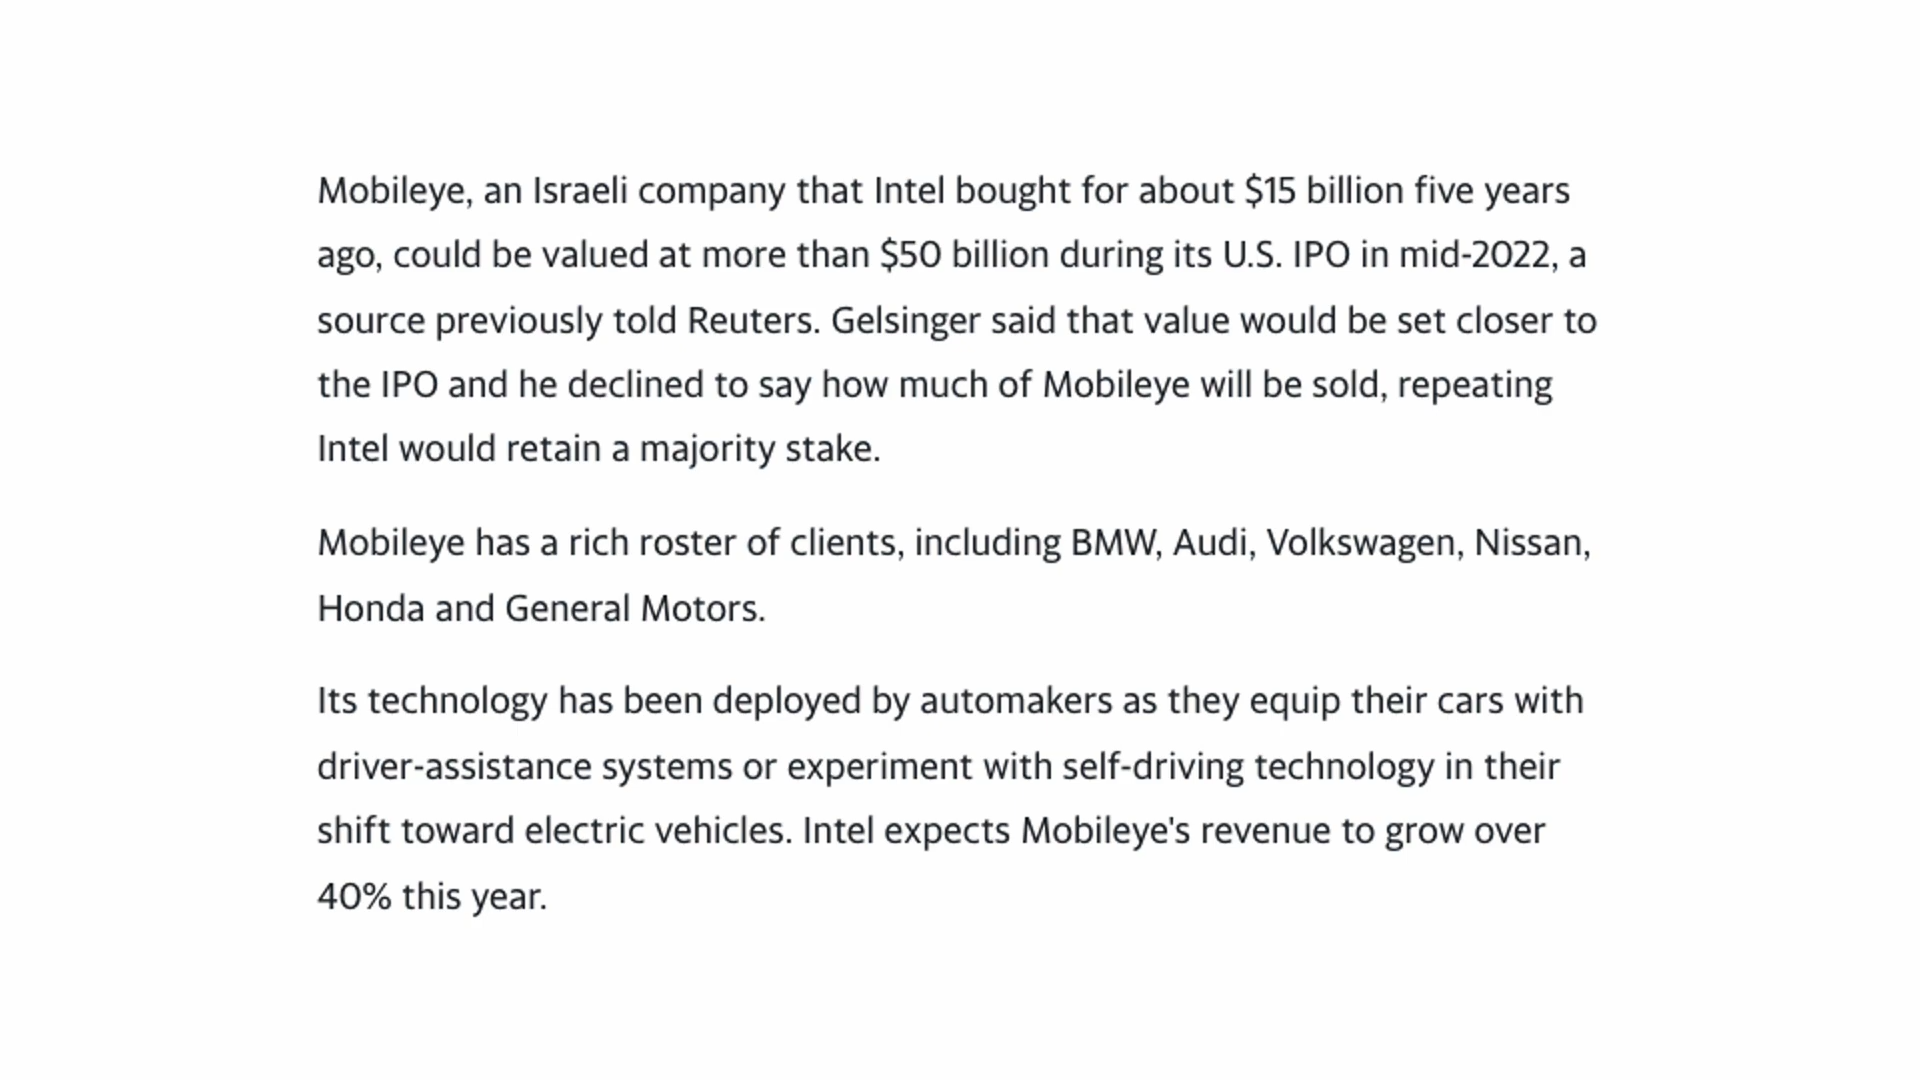 Mobileye, an Israeli company that Intel bought for about $15 billion five years
ago, could be valued at more than $50 billion during its U.S. IPO in mid-2022, a
source previously told Reuters. Gelsinger said that value would be set closer to
the IPO and he declined to say how much of Mobileye will be sold, repeating
Intel would retain a majority stake.
Mobileye has a rich roster of clients, including BMW, Audi, Volkswagen, Nissan,
Honda and General Motors.
Its technology has been deployed by automakers as they equip their cars with
driver-assistance systems or experiment with self-driving technology in their
shift toward electric vehicles. Intel expects Mobileye's revenue to grow over
40% this year.